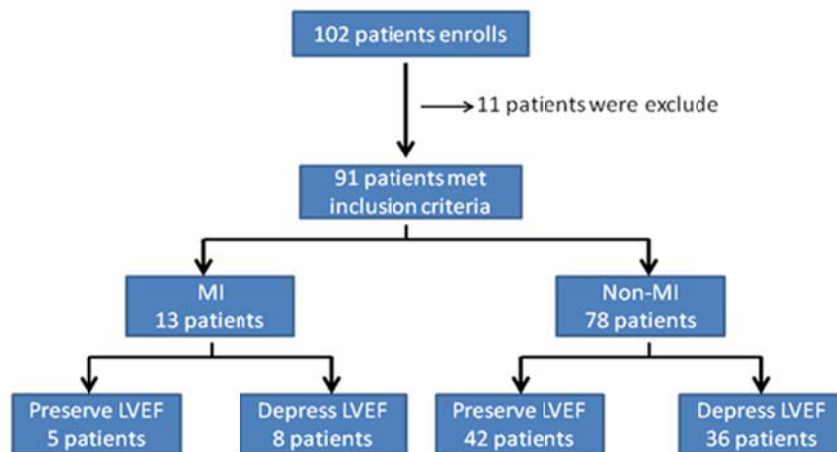 102 patients enrolls
11 patients were exclude
91 patients met
inclusion criteria
MI
13 patients
Non-MI
78 patients
Preserve LVEF
5 patients
Depress LVEF
8 patients
Preserve LVEF
42 patients
Depress LVEF
36 patients